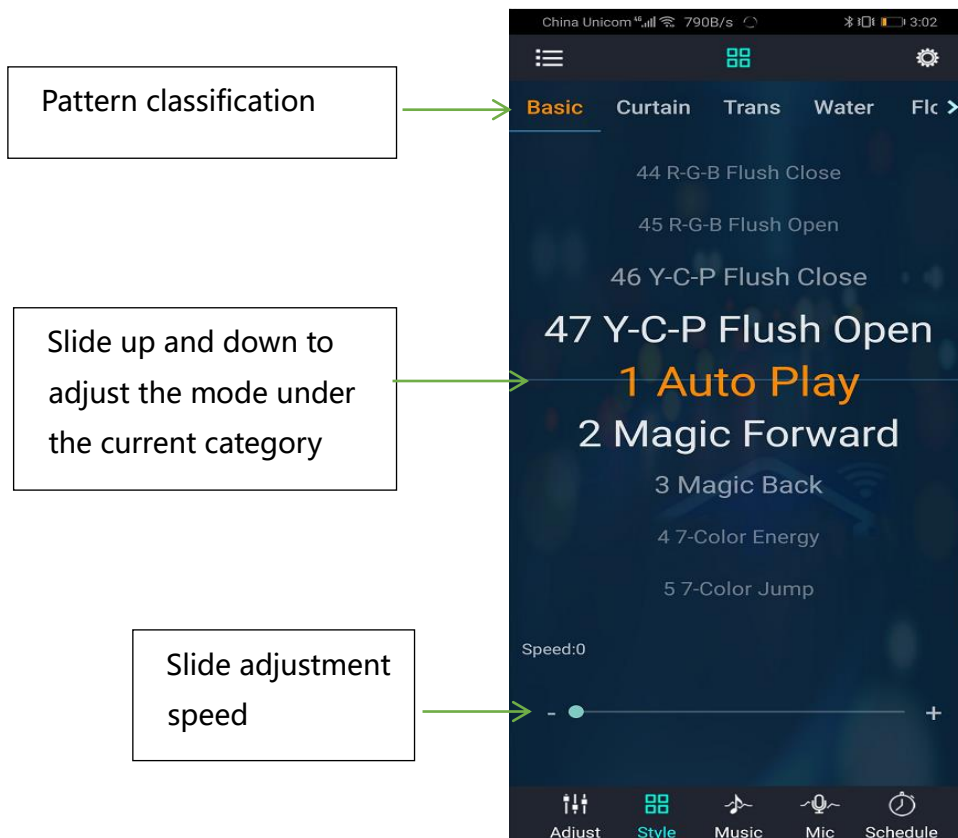 China Unicom 4G 790B/s 3:02
Pattern classification
Basic Curtain Trans Water Flc >
44 R-G-B Flush Close
45 R-G-B Flush Open
46 Y-C-P Flush Close
47 Y-C-P Flush Open
Slide up and down to
adjust the mode under
the current category
1 Auto Play
2 Magic Forward
3 Magic Back
4 7-Color Energy
5 7-Color Jump
Slide adjustment
speed
Speed:0
- +
Adjust Style Music Mic Schedule